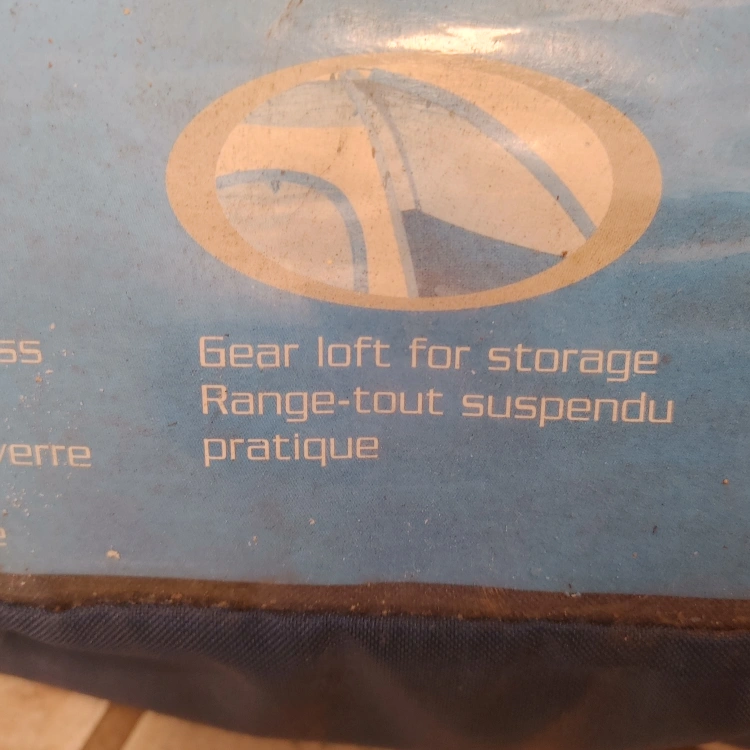 ss
Gear loft for storage
Range-tout suspendu
verre
pratique
e